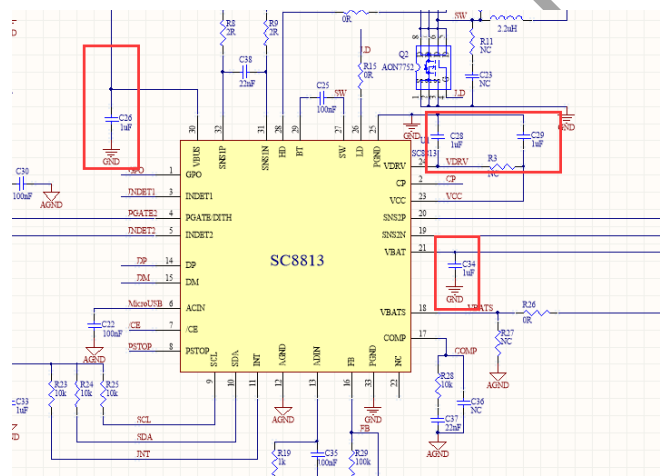 0R
SW
R8
2R
R9
2R
2.2uH
R11
NC
Q2
AON7752
C38
22nF
LD
R15
0R
C23
NC
C25
100nF
SW
LD
C26
1uF
GND
30
32
31
28
29
27
26
25
VBUS
SNS1P
SNS1N
HD
BT
SW
LD
PGND
GND
C28
1uF
C29
1uF
GND
SC8813
GPO
1
GPO
VDRV
24
VDRV
R3
NC
C30
100nF
AGND
CP
2
CP
INDET1
3
INDET1
VCC
23
VCC
PGATE2
4
PGATE/DITH
SNS2P
20
INDET2
5
INDET2
SNS2N
19
VBAT
21
SC8813
C34
1uF
GND
DP
14
DP
DM
15
DM
MicroUSB
6
ACIN
VBATS
18
VBATS
R26
0R
C22
100nF
/CE
7
/CE
R27
NC
PSTOP
8
PSTOP
COMP
17
COMP
AGND
AGND
SCL
SDA
INT
AGND
ADIN
FB
PGND
NC
9
10
11
12
13
16
33
22
R23
10k
R24
10k
R25
10k
C33
1uF
R28
10k
C36
NC
C37
22nF
AGND
GND
AGND
SCL
SDA
INT
FB
R19
1k
C35
100nF
R29
100k